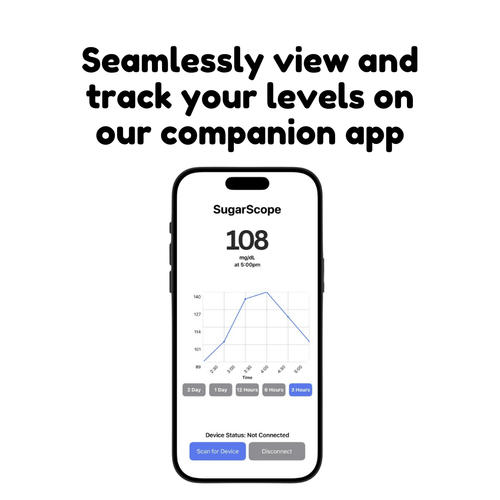 Seamlessly view and
track your levels on
our companion app
SugarScope
108
mg/dL
at 5:00pm
140
127
114
101
89
2:30
3:00
3:30
4:00
4:30
5:00
Time
2 Day
1 Day
12 Hours
6 Hours
3 Hours
Device Status: Not Connected
Scan for Device
Disconnect